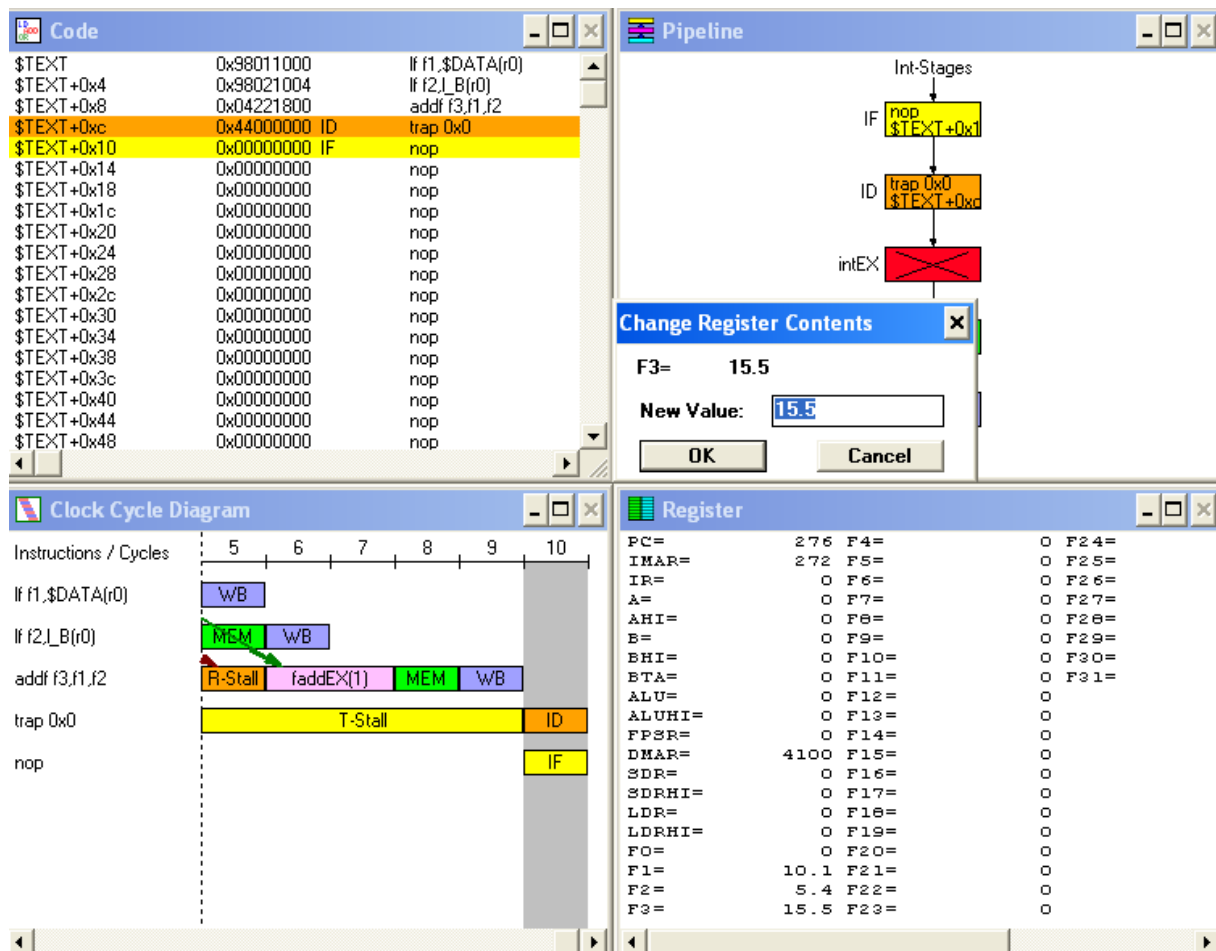 Code
$TEXT 0x98011000 lf f1,$DATA(r0)
$TEXT+0x4 0x98021004 lf f2,l_B(r0)
$TEXT+0x8 0x04221800 addf f3,f1,f2
$TEXT+0xc 0x44000000 ID trap 0x0
$TEXT+0x10 0x00000000 IF nop
$TEXT+0x14 0x00000000 nop
$TEXT+0x18 0x00000000 nop
$TEXT+0x1c 0x00000000 nop
$TEXT+0x20 0x00000000 nop
$TEXT+0x24 0x00000000 nop
$TEXT+0x28 0x00000000 nop
$TEXT+0x2c 0x00000000 nop
$TEXT+0x30 0x00000000 nop
$TEXT+0x34 0x00000000 nop
$TEXT+0x38 0x00000000 nop
$TEXT+0x3c 0x00000000 nop
$TEXT+0x40 0x00000000 nop
$TEXT+0x44 0x00000000 nop
$TEXT+0x48 0x00000000 nop
Pipeline
Int-Stages
IF nop
$TEXT+0x1
ID trap 0x0
$TEXT+0xc
intEX
Change Register Contents
F3= 15.5
New Value: 15.5
OK Cancel
Clock Cycle Diagram
Instructions / Cycles 5 6 7 8 9 10
lf f1,$DATA(r0) WB
lf f2,l_B(r0) MEM WB
addf f3,f1,f2 R-Stall faddEX(1) MEM WB
trap 0x0 T-Stall ID
nop IF
Register
PC= 276 F4= 0 F24=
IMAR= 272 F5= 0 F25=
IR= 0 F6= 0 F26=
A= 0 F7= 0 F27=
AHI= 0 F8= 0 F28=
B= 0 F9= 0 F29=
BHI= 0 F10= 0 F30=
BTA= 0 F11= 0 F31=
ALU= 0 F12= 0
ALUHI= 0 F13= 0
FPSR= 0 F14= 0
DMAR= 4100 F15= 0
SDR= 0 F16= 0
SDRHI= 0 F17= 0
LDR= 0 F18= 0
LDRHI= 0 F19= 0
F0= 0 F20= 0
F1= 10.1 F21= 0
F2= 5.4 F22= 0
F3= 15.5 F23= 0